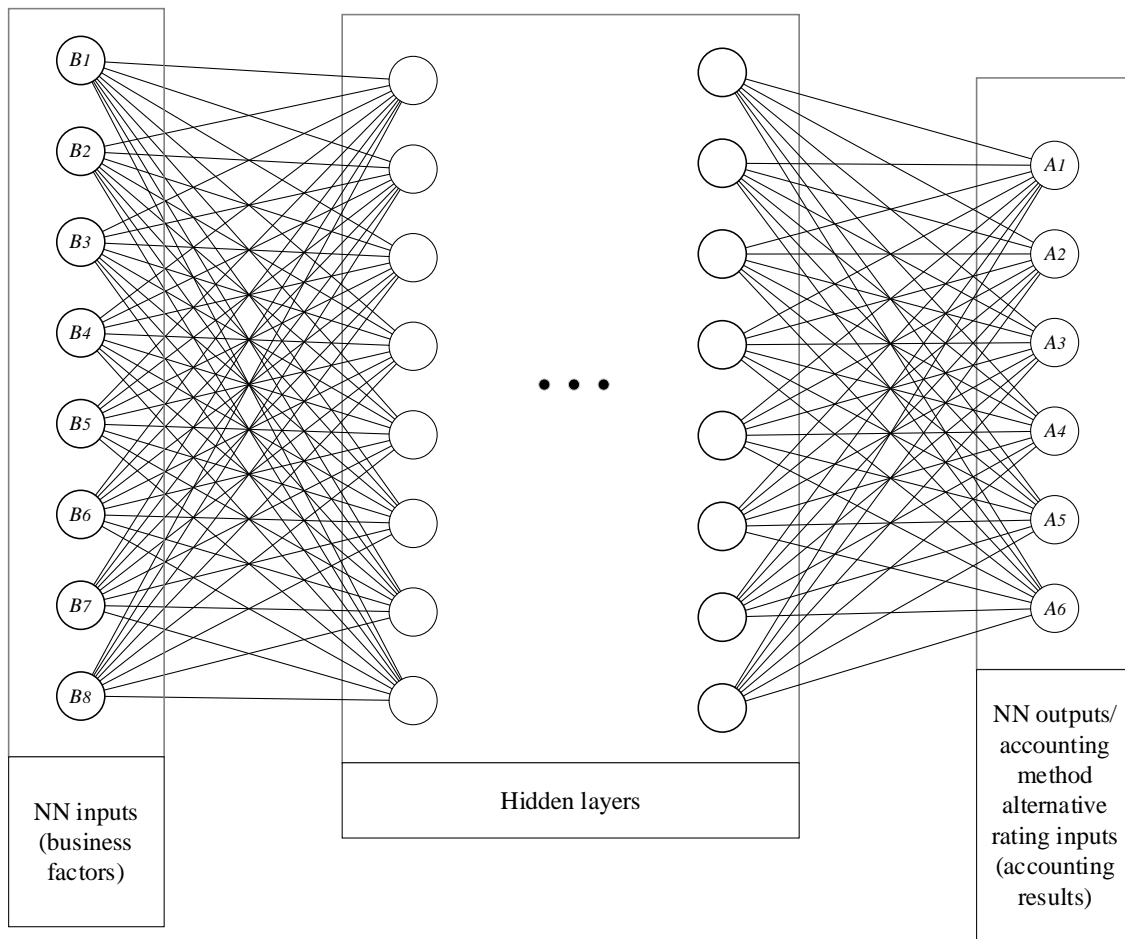 B1
B2
B3
B4
B5
B6
B7
B8
NN inputs
(business
factors)
Hidden layers
A1
A2
A3
A4
A5
A6
NN outputs/
accounting
method
alternative
rating inputs
(accounting
results)